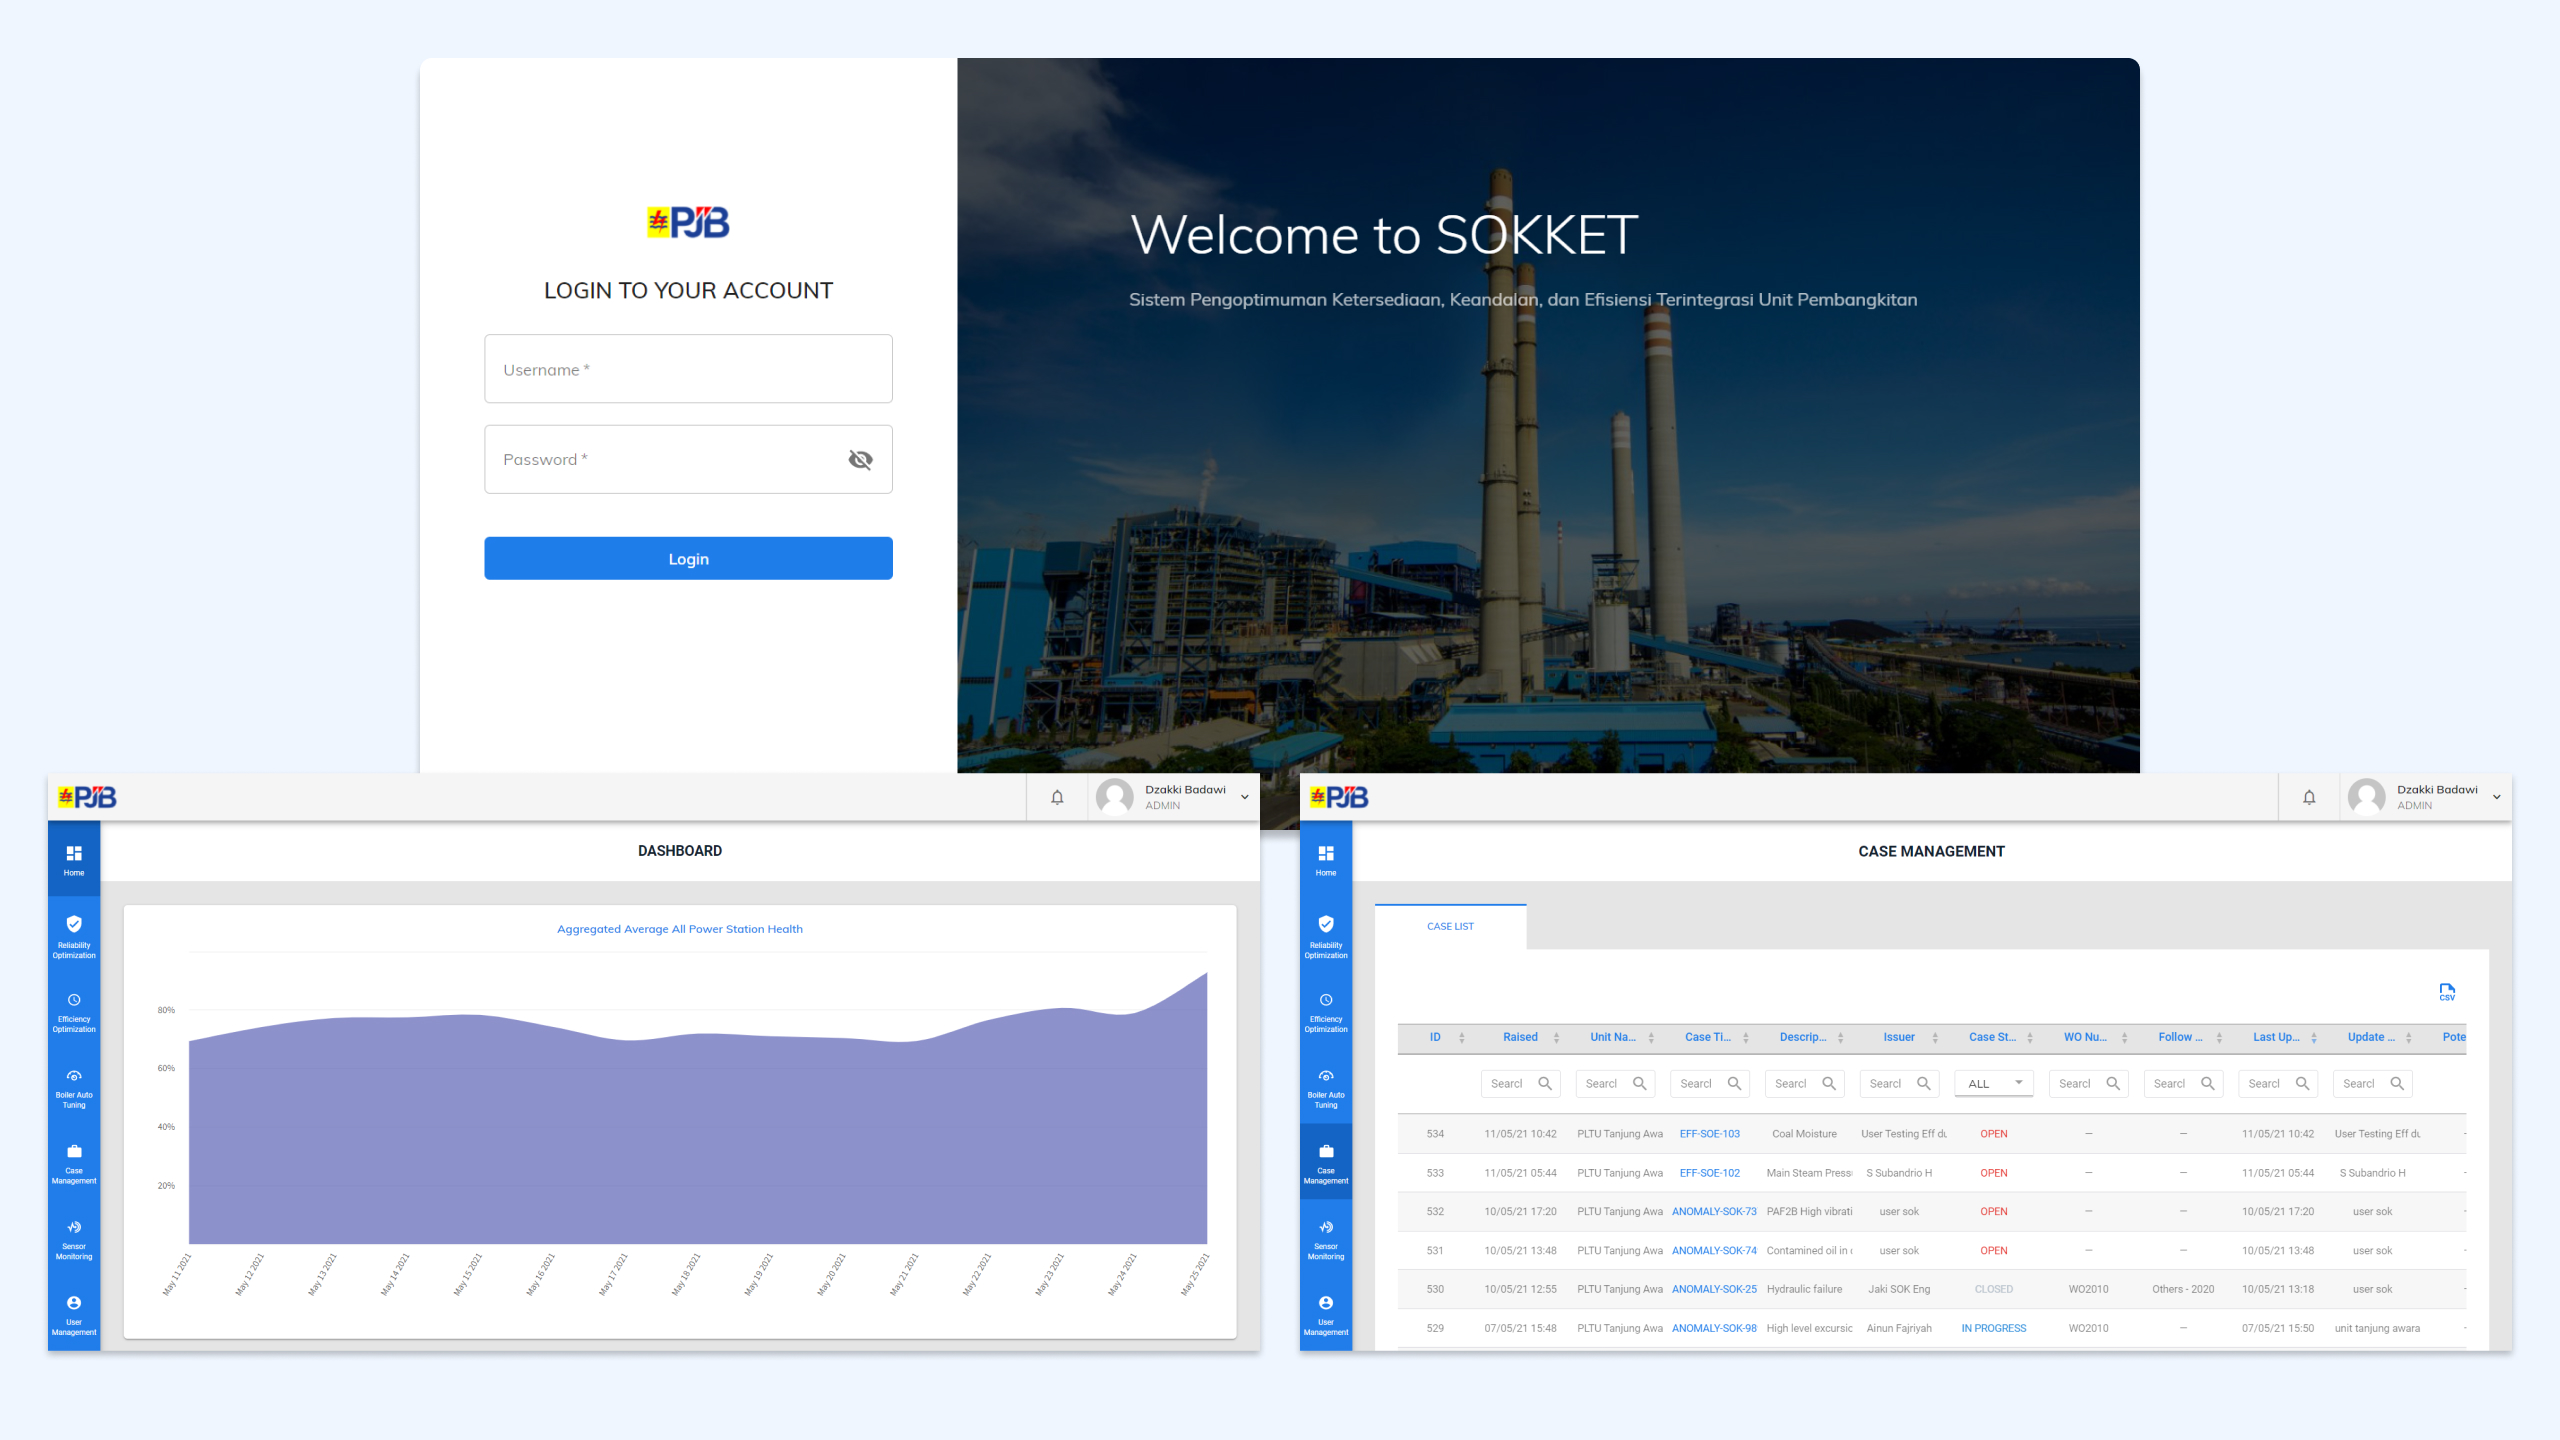 PJB
LOGIN TO YOUR ACCOUNT
Username *
Password *
Login
Welcome to SOKKET
Sistem Pengoptimuman Ketersediaan, Keandalan, dan Efisiensi Terintegrasi Unit Pembangkitan
PJB
Dzakki Badawi
ADMIN
Home
Reliability
Optimization
Efficiency
Optimization
Boiler Auto
Tuning
Case
Management
Sensor
Monitoring
User
Management
DASHBOARD
Aggregated Average All Power Station Health
80%
60%
40%
20%
May 11 2021
May 12 2021
May 13 2021
May 14 2021
May 15 2021
May 16 2021
May 17 2021
May 18 2021
May 19 2021
May 20 2021
May 21 2021
May 22 2021
May 23 2021
May 24 2021
May 25 2021
PJB
Dzakki Badawi
ADMIN
Home
Reliability
Optimization
Efficiency
Optimization
Boiler Auto
Tuning
Case
Management
Sensor
Monitoring
User
Management
CASE MANAGEMENT
CASE LIST
CSV
ID Raised Unit Na... Case Ti... Descrip... Issuer Case St... WO Nu... Follow ... Last Up... Update ... Pote
Search Search Search Search Search ALL Search Search Search Search
534 11/05/21 10:42 PLTU Tanjung Awa EFF-SOE-103 Coal Moisture User Testing Eff du OPEN — — 11/05/21 10:42 User Testing Eff du -
533 11/05/21 05:44 PLTU Tanjung Awa EFF-SOE-102 Main Steam Press S Subandrio H OPEN — — 11/05/21 05:44 S Subandrio H -
532 10/05/21 17:20 PLTU Tanjung Awa ANOMALY-SOK-73 PAF2B High vibrati user sok OPEN — — 10/05/21 17:20 user sok -
531 10/05/21 13:48 PLTU Tanjung Awa ANOMALY-SOK-74 Contamined oil in user sok OPEN — — 10/05/21 13:48 user sok -
530 10/05/21 12:55 PLTU Tanjung Awa ANOMALY-SOK-25 Hydraulic failure Jaki SOK Eng CLOSED WO2010 Others - 2020 10/05/21 13:18 user sok -
529 07/05/21 15:48 PLTU Tanjung Awa ANOMALY-SOK-98 High level excursic Ainun Fajriyah IN PROGRESS WO2010 — 07/05/21 15:50 unit tanjung awara -